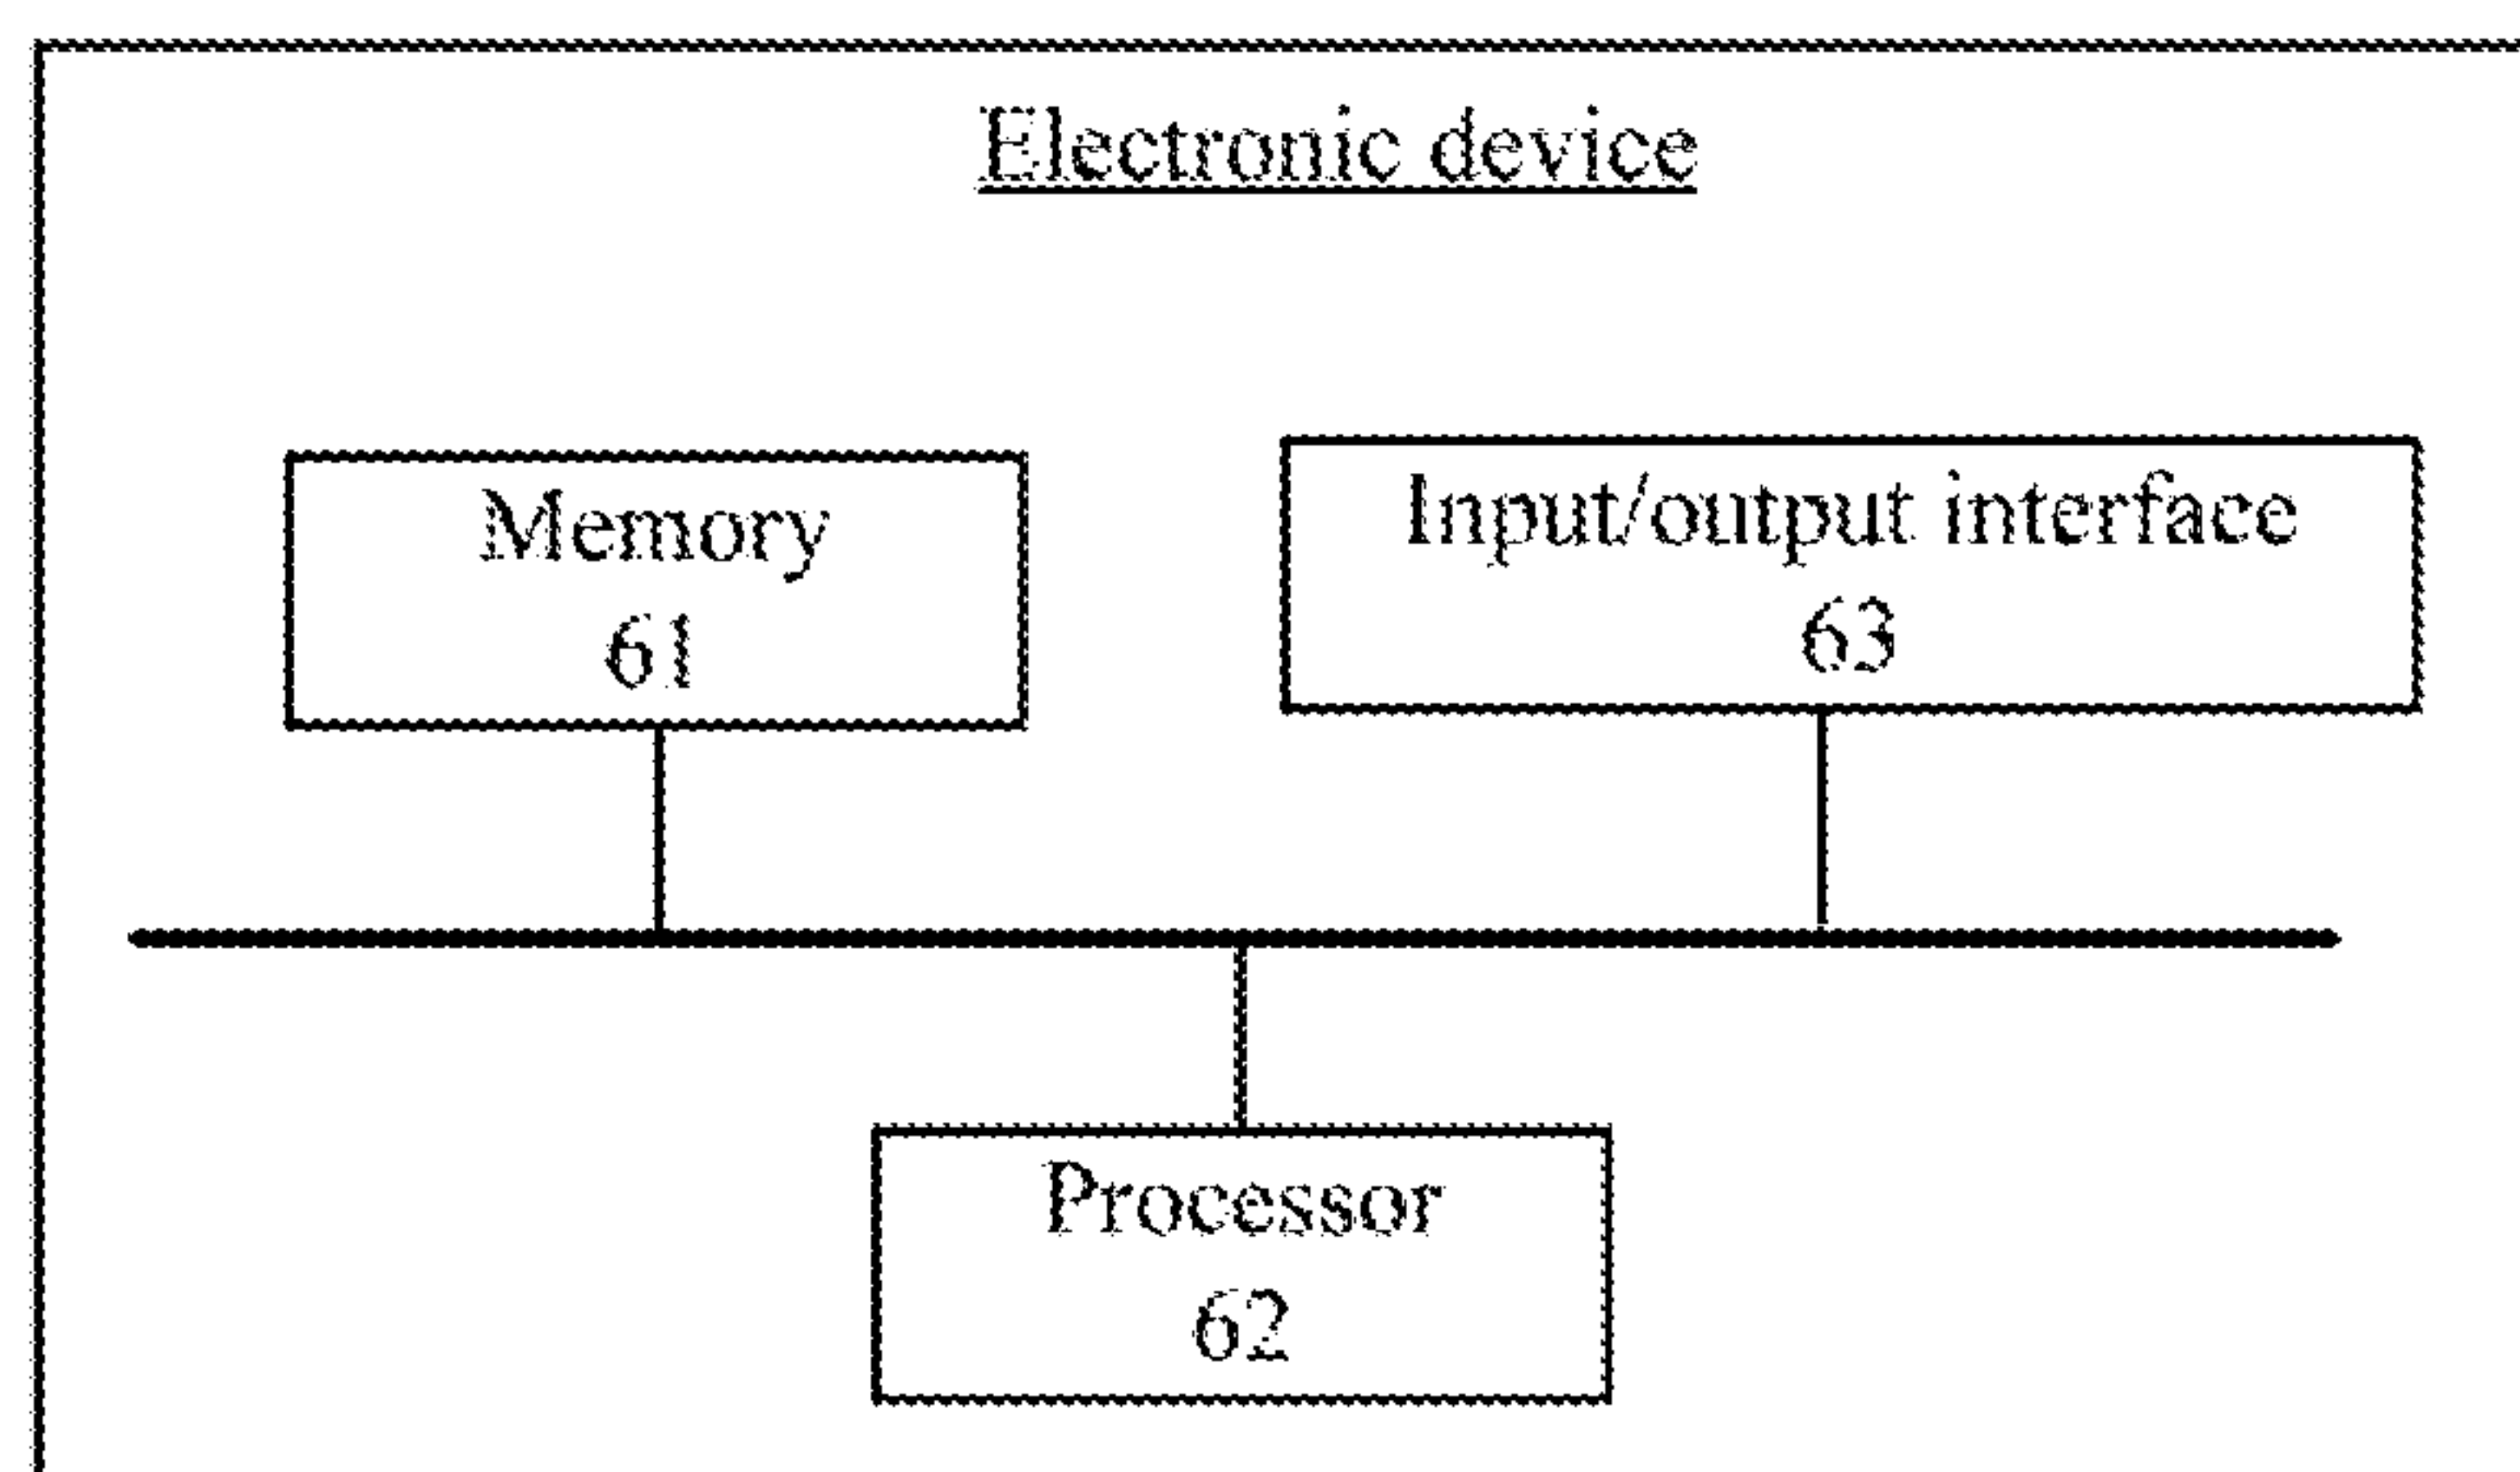 Electronic device
Memory
61
Input/output interface
63
Processor
62